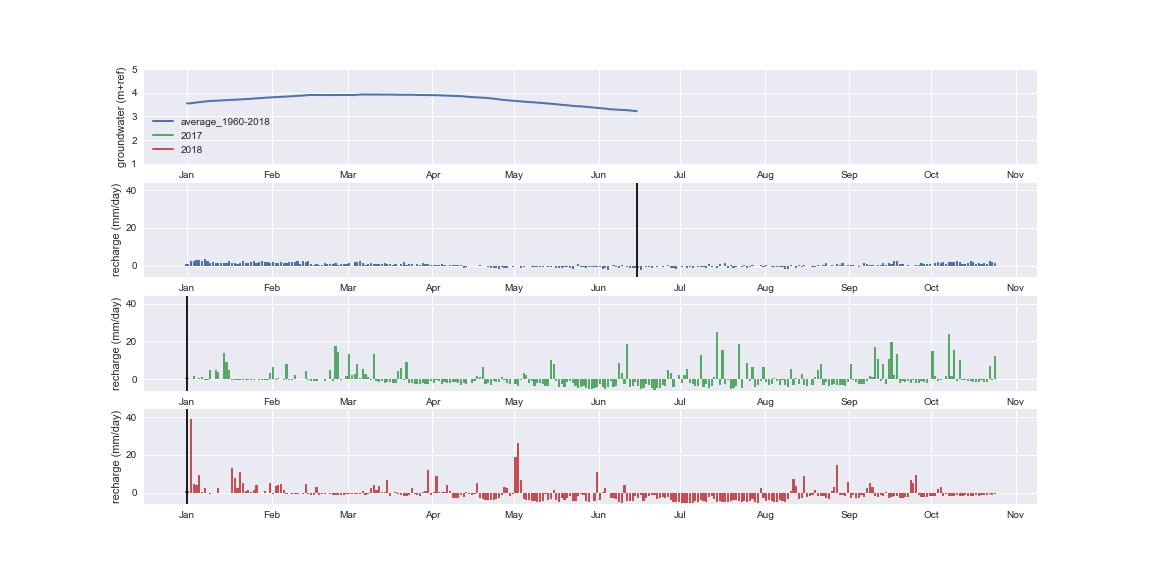 groundwater (m+ref)
5
4
3
2
1
average_1960-2018
2017
2018
Jan Feb Mar Apr May Jun Jul Aug Sep Oct Nov
recharge (mm/day)
40
20
0
Jan Feb Mar Apr May Jun Jul Aug Sep Oct Nov
recharge (mm/day)
40
20
0
Jan Feb Mar Apr May Jun Jul Aug Sep Oct Nov
recharge (mm/day)
40
20
0
Jan Feb Mar Apr May Jun Jul Aug Sep Oct Nov